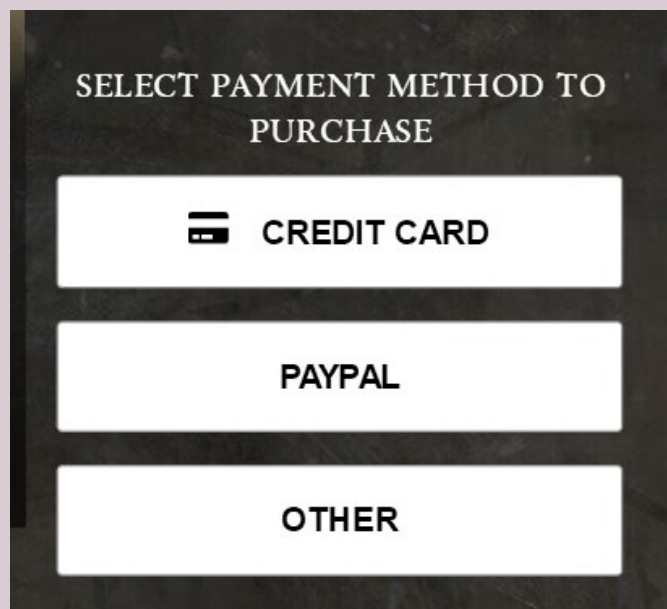 SELECT PAYMENT METHOD TO
PURCHASE
CREDIT CARD
PAYPAL
OTHER